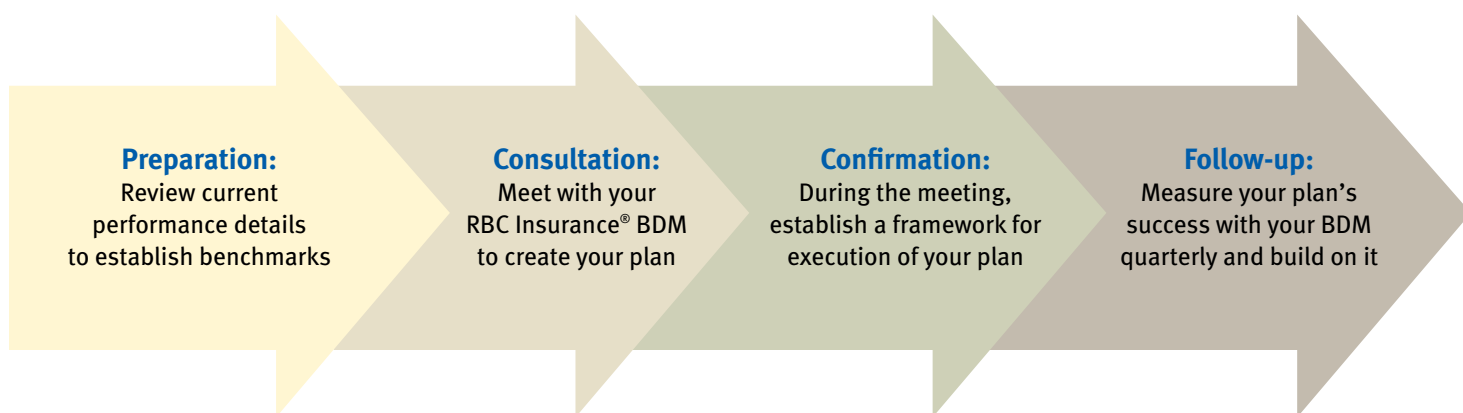 Preparation:
Review current
performance details
to establish benchmarks
Consultation:
Meet with your
RBC Insurance® BDM
to create your plan
Confirmation:
During the meeting,
establish a framework for
execution of your plan
Follow-up:
Measure your plan’s
success with your BDM
quarterly and build on it